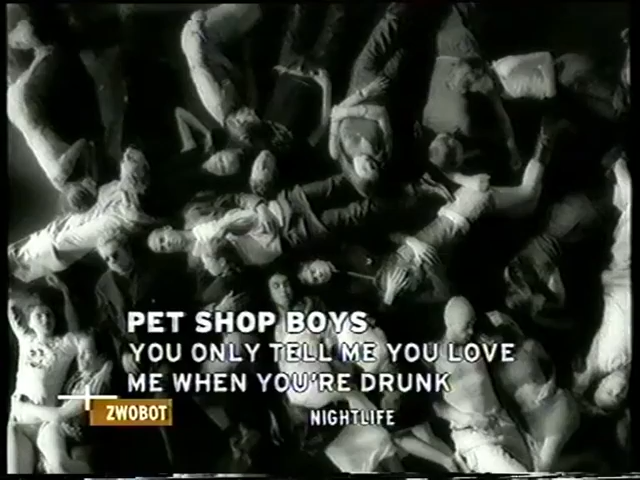 PET SHOP BOYS
YOU ONLY TELL ME YOU LOVE
ME WHEN YOU'RE DRUNK
ZWOBOT
NIGHTLIFE